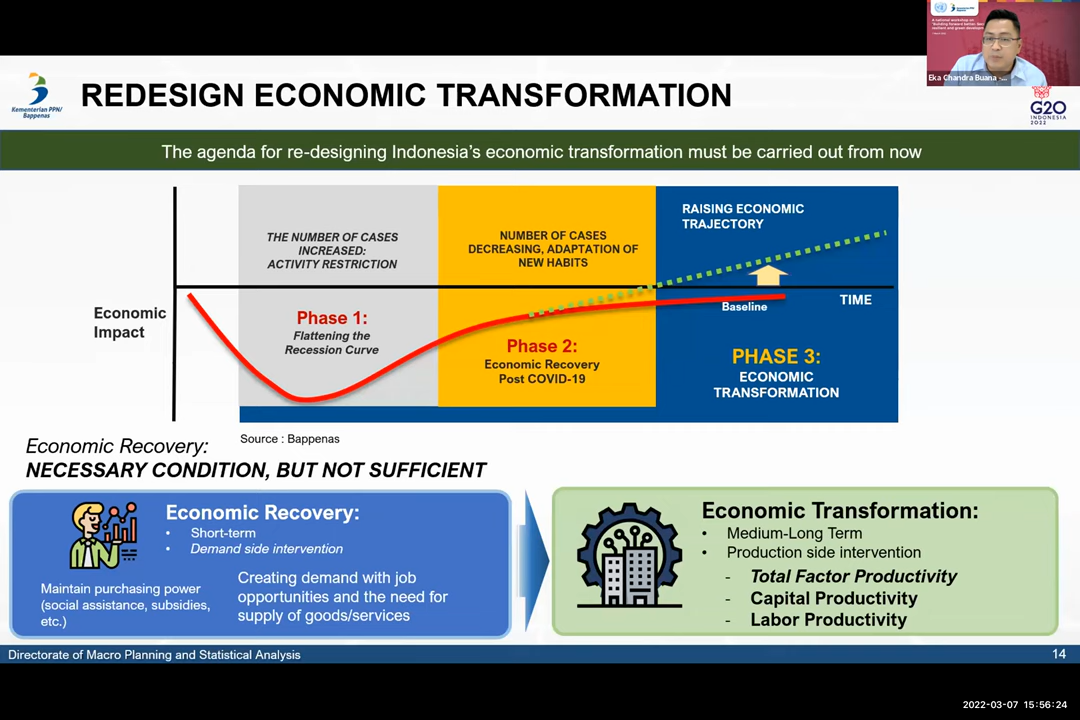 REDESIGN ECONOMIC TRANSFORMATION
Kementerian PPN/
Bappenas
Eka Chandra Buana -...
G20
INDONESIA
2022
The agenda for re-designing Indonesia's economic transformation must be carried out from now
THE NUMBER OF CASES
INCREASED:
ACTIVITY RESTRICTION
NUMBER OF CASES
DECREASING, ADAPTATION OF
NEW HABITS
RAISING ECONOMIC
TRAJECTORY
Economic
Impact
Baseline
TIME
Phase 1:
Flattening the
Recession Curve
Phase 2:
Economic Recovery
Post COVID-19
PHASE 3:
ECONOMIC
TRANSFORMATION
Source : Bappenas
Economic Recovery:
NECESSARY CONDITION, BUT NOT SUFFICIENT
Economic Recovery:
• Short-term
• Demand side intervention
Maintain purchasing power
(social assistance, subsidies,
etc.)
Creating demand with job
opportunities and the need for
supply of goods/services
Economic Transformation:
• Medium-Long Term
• Production side intervention
- Total Factor Productivity
- Capital Productivity
- Labor Productivity
Directorate of Macro Planning and Statistical Analysis
14
2022-03-07 15:56:24